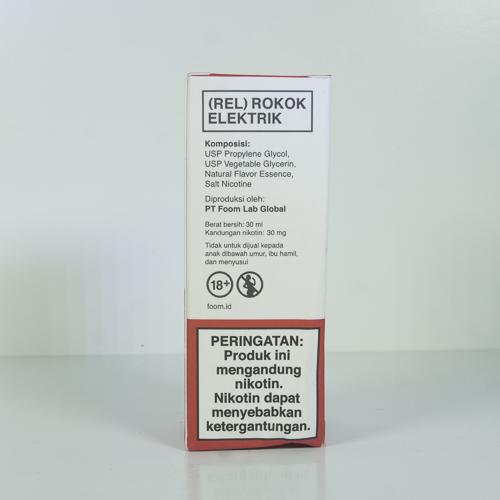 (REL) ROKOK
ELEKTRIK
Komposisi:
USP Propylene Glycol,
USP Vegetable Glycerin,
Natural Flavor Essence,
Salt Nicotine
Diproduksi oleh:
PT Foom Lab Global
Berat bersih: 30 ml
Kandungan nikotin: 30 mg
Tidak untuk dijual kepada
anak dibawah umur, ibu hamil,
dan menyusui
18+
foom.id
PERINGATAN:
Produk ini
mengandung
nikotin.
Nikotin dapat
menyebabkan
ketergantungan.